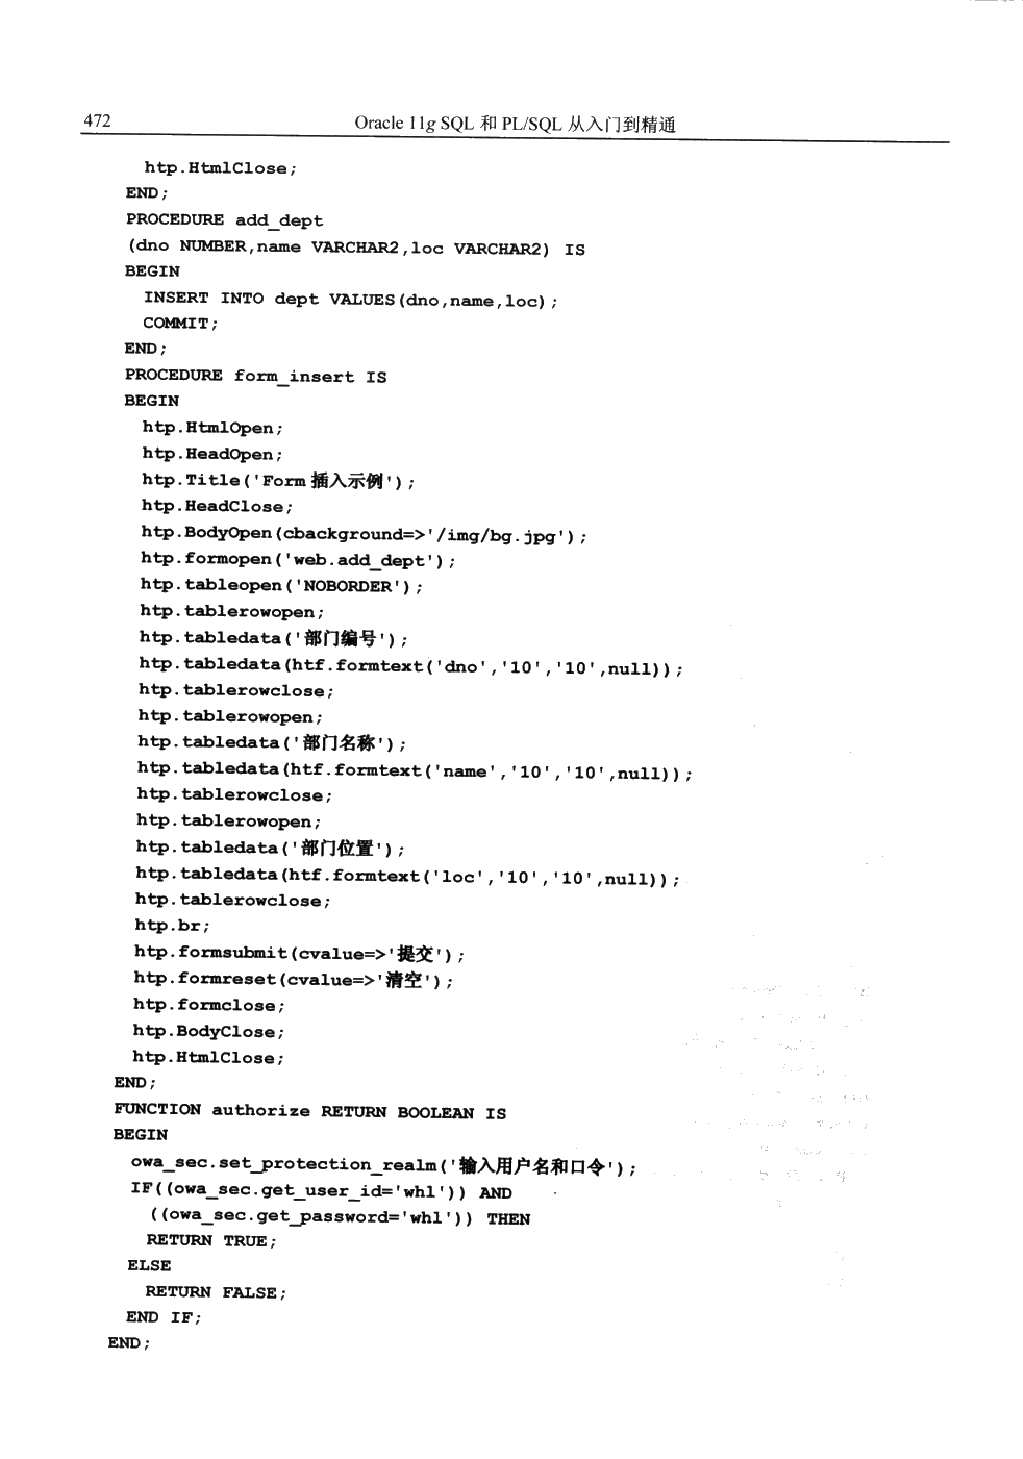 472
Oracle 11g SQL 和 PL/SQL 从入门到精通
htp.HtmlClose;
END;
PROCEDURE add_dept
(dno NUMBER,name VARCHAR2,loc VARCHAR2) IS
BEGIN
INSERT INTO dept VALUES(dno,name,loc);
COMMIT;
END;
PROCEDURE form_insert IS
BEGIN
htp.HtmlOpen;
htp.HeadOpen;
htp.Title('Form 插入示例');
htp.HeadClose;
htp.BodyOpen(cbackground=>'/img/bg.jpg');
htp.formopen('web.add_dept');
htp.tableopen('NOBORDER');
htp.tablerowopen;
htp.tabledata('部门编号');
htp.tabledata(htf.formtext('dno','10','10',null));
htp.tablerowclose;
htp.tablerowopen;
htp.tabledata('部门名称');
htp.tabledata(htf.formtext('name','10','10',null));
htp.tablerowclose;
htp.tablerowopen;
htp.tabledata('部门位置');
htp.tabledata(htf.formtext('loc','10','10',null));
htp.tablerowclose;
htp.br;
htp.formsubmit(cvalue=>'提交');
htp.formreset(cvalue=>'清空');
htp.formclose;
htp.BodyClose;
htp.HtmlClose;
END;
FUNCTION authorize RETURN BOOLEAN IS
BEGIN
owa_sec.set_protection_realm('输入用户名和口令');
IF((owa_sec.get_user_id='whl')) AND
((owa_sec.get_password='whl')) THEN
RETURN TRUE;
ELSE
RETURN FALSE;
END IF;
END;